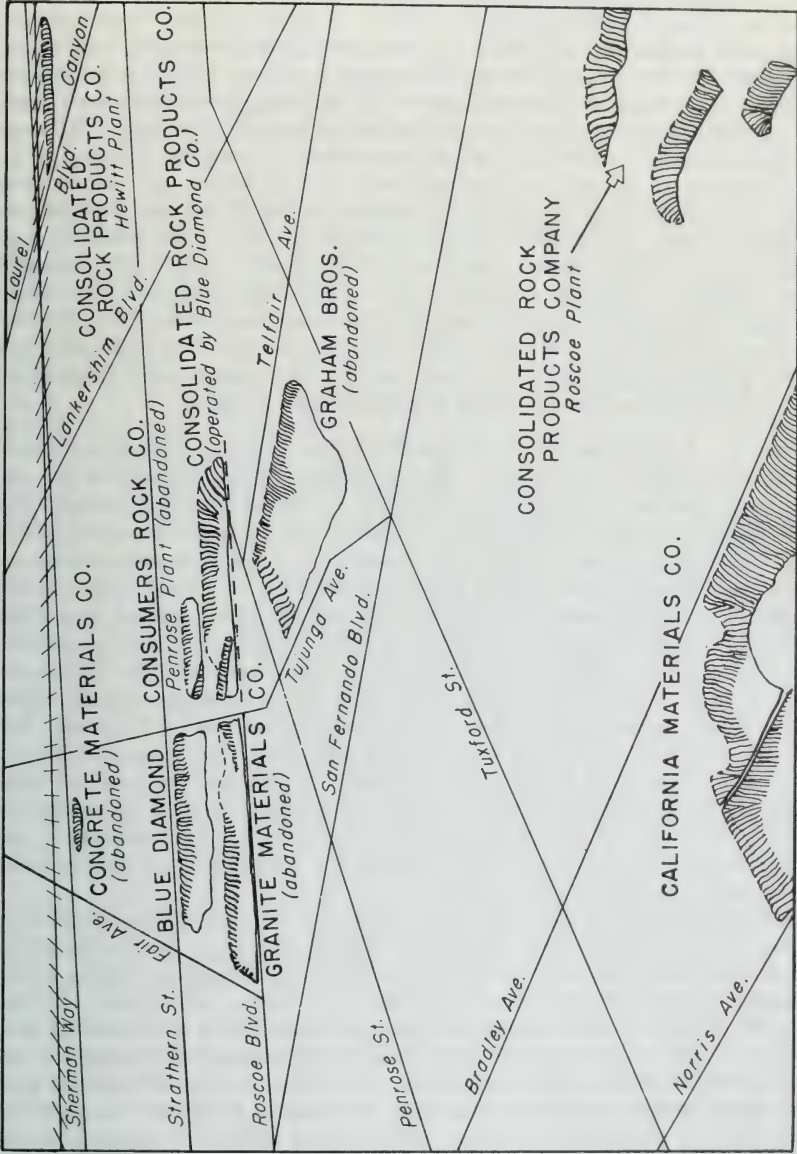 Laurel
Canyon
Blvd.
CONSOLIDATED
ROCK PRODUCTS CO.
Hewitt Plant
Lankershim Blvd.
CONSOLIDATED ROCK PRODUCTS CO.
(operated by Blue Diamond Co.)
CONSUMERS ROCK CO.
Penrose Plant (abandoned)
CONCRETE MATERIALS CO.
(abandoned)
Fair Ave.
Sherman Way
BLUE DIAMOND
Strathern St.
GRANITE MATERIALS CO.
(abandoned)
Roscoe Blvd.
Telfair Ave.
GRAHAM BROS.
(abandoned)
Tujunga Ave.
San Fernando Blvd.
Penrose St.
Tuxford St.
Bradley Ave.
CONSOLIDATED ROCK
PRODUCTS COMPANY
Roscoe Plant
CALIFORNIA MATERIALS CO.
Norris Ave.